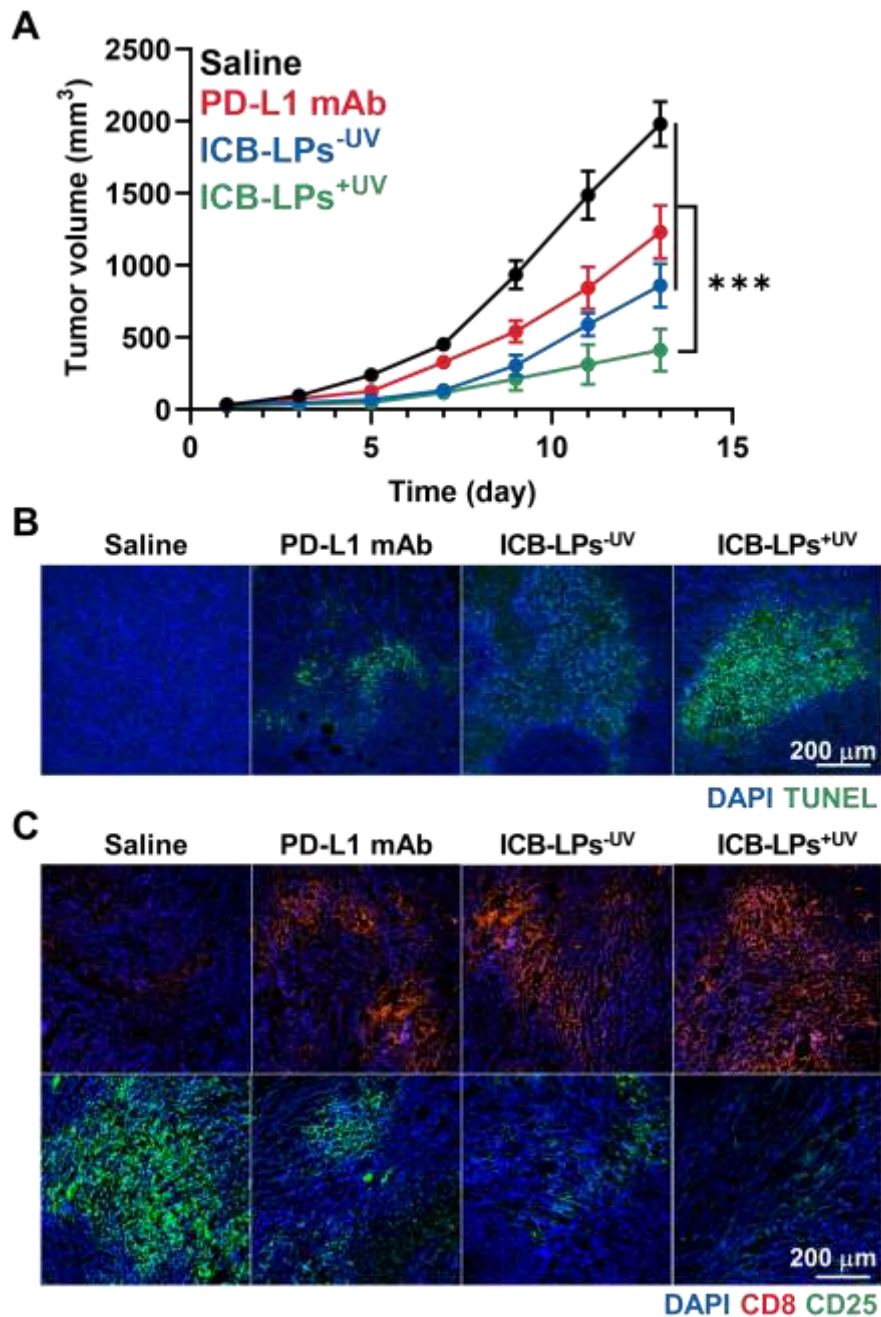 A
2500
2000
1500
1000
500
0
Tumor volume (mm³)
Saline
PD-L1 mAb
ICB-LPs⁻ᵁⱽ
ICB-LPs⁺ᵁⱽ
***
0 5 10 15
Time (day)
B
Saline PD-L1 mAb ICB-LPs⁻ᵁⱽ ICB-LPs⁺ᵁⱽ
200 μm
DAPI TUNEL
C
Saline PD-L1 mAb ICB-LPs⁻ᵁⱽ ICB-LPs⁺ᵁⱽ
200 μm
DAPI CD8 CD25